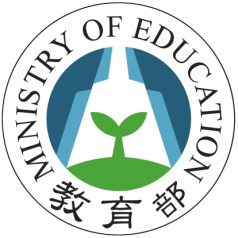 MINISTRY OF EDUCATION
教育部